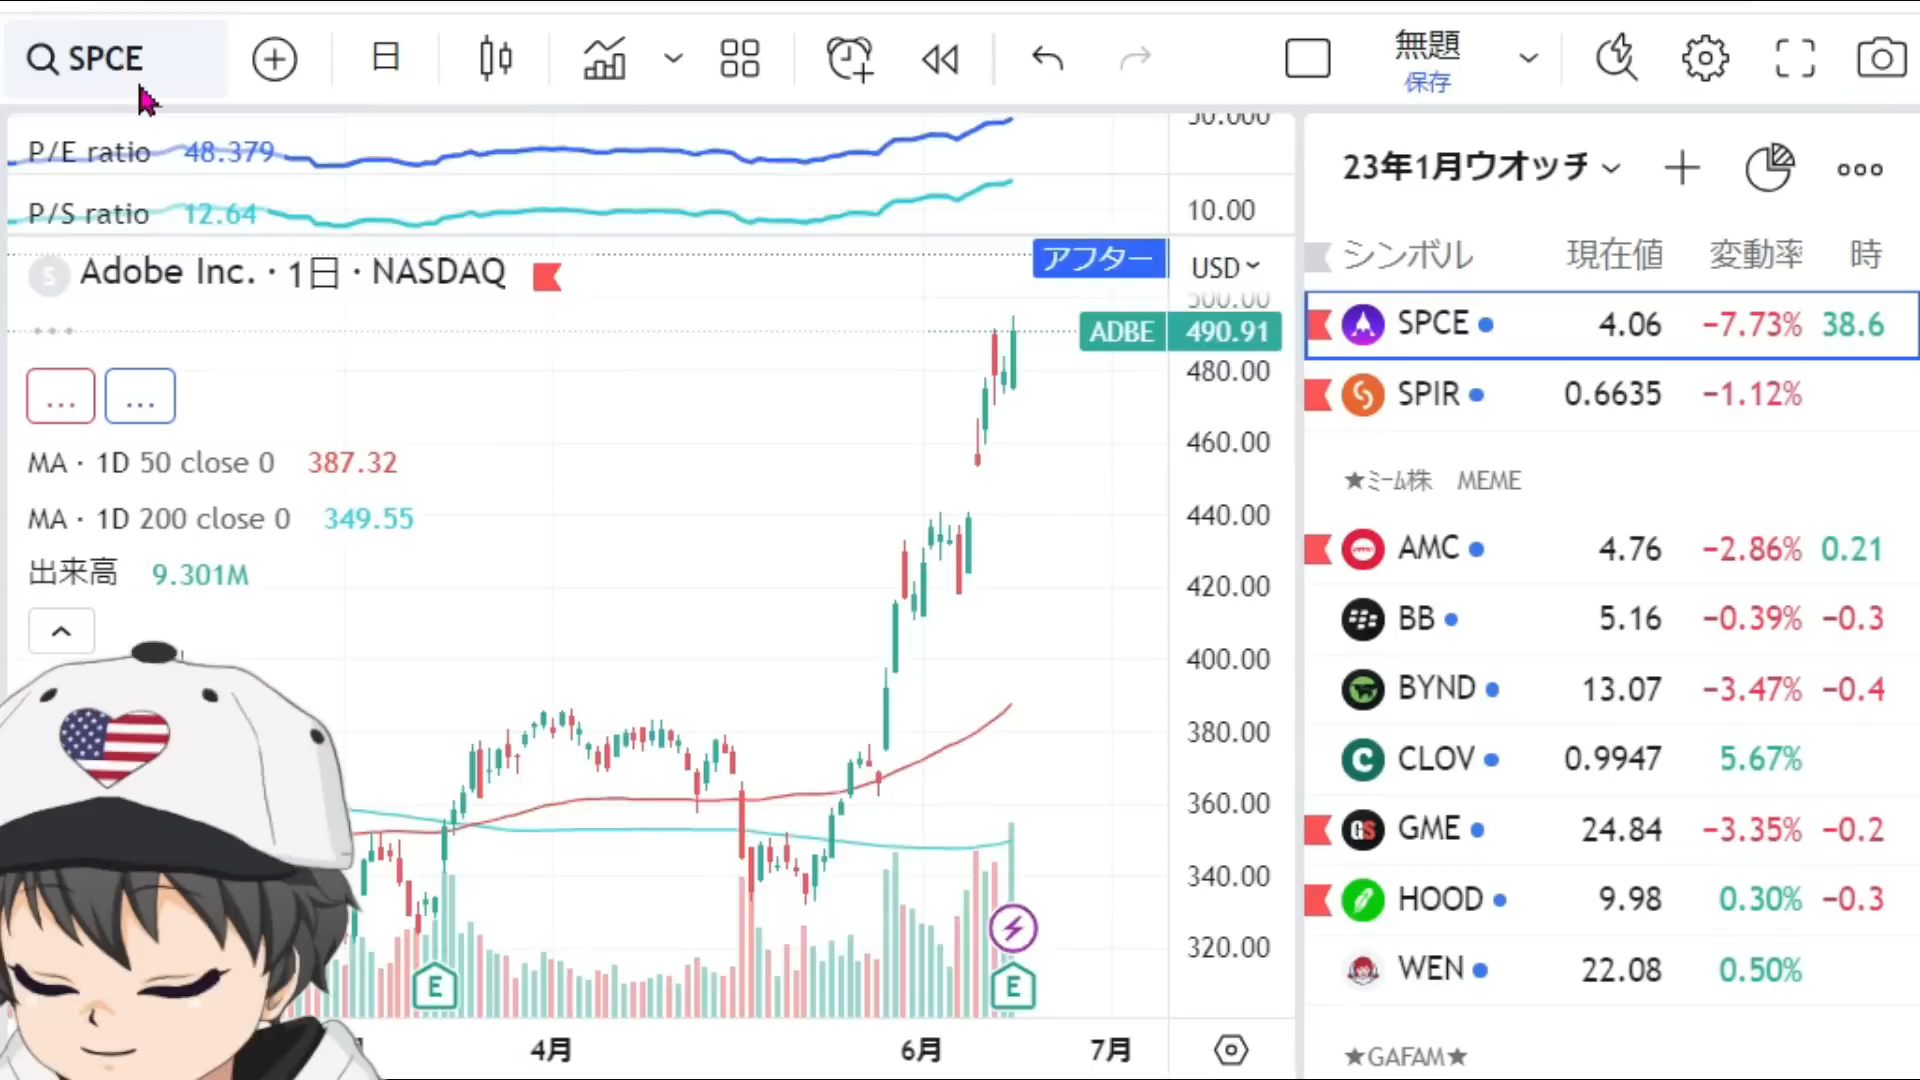 SPCE
日
無題
保存
P/E ratio 48.379
P/S ratio 12.64
10.00
アフター
Adobe Inc.・1日・NASDAQ
USD
500.00
ADBE 490.91
480.00
460.00
440.00
420.00
400.00
380.00
360.00
340.00
320.00
...
...
MA · 1D 50 close 0 387.32
MA · 1D 200 close 0 349.55
出来高 9.301M
E
E
4月
6月
7月
23年1月ウオッチ
シンボル 現在値 変動率 時
SPCE 4.06 −7.73% 38.6
SPIR 0.6635 −1.12%
★ﾐｰﾑ株 MEME
AMC 4.76 −2.86% 0.21
BB 5.16 −0.39% −0.3
BYND 13.07 −3.47% −0.4
CLOV 0.9947 5.67%
GME 24.84 −3.35% −0.2
HOOD 9.98 0.30% −0.3
WEN 22.08 0.50%
★GAFAM★